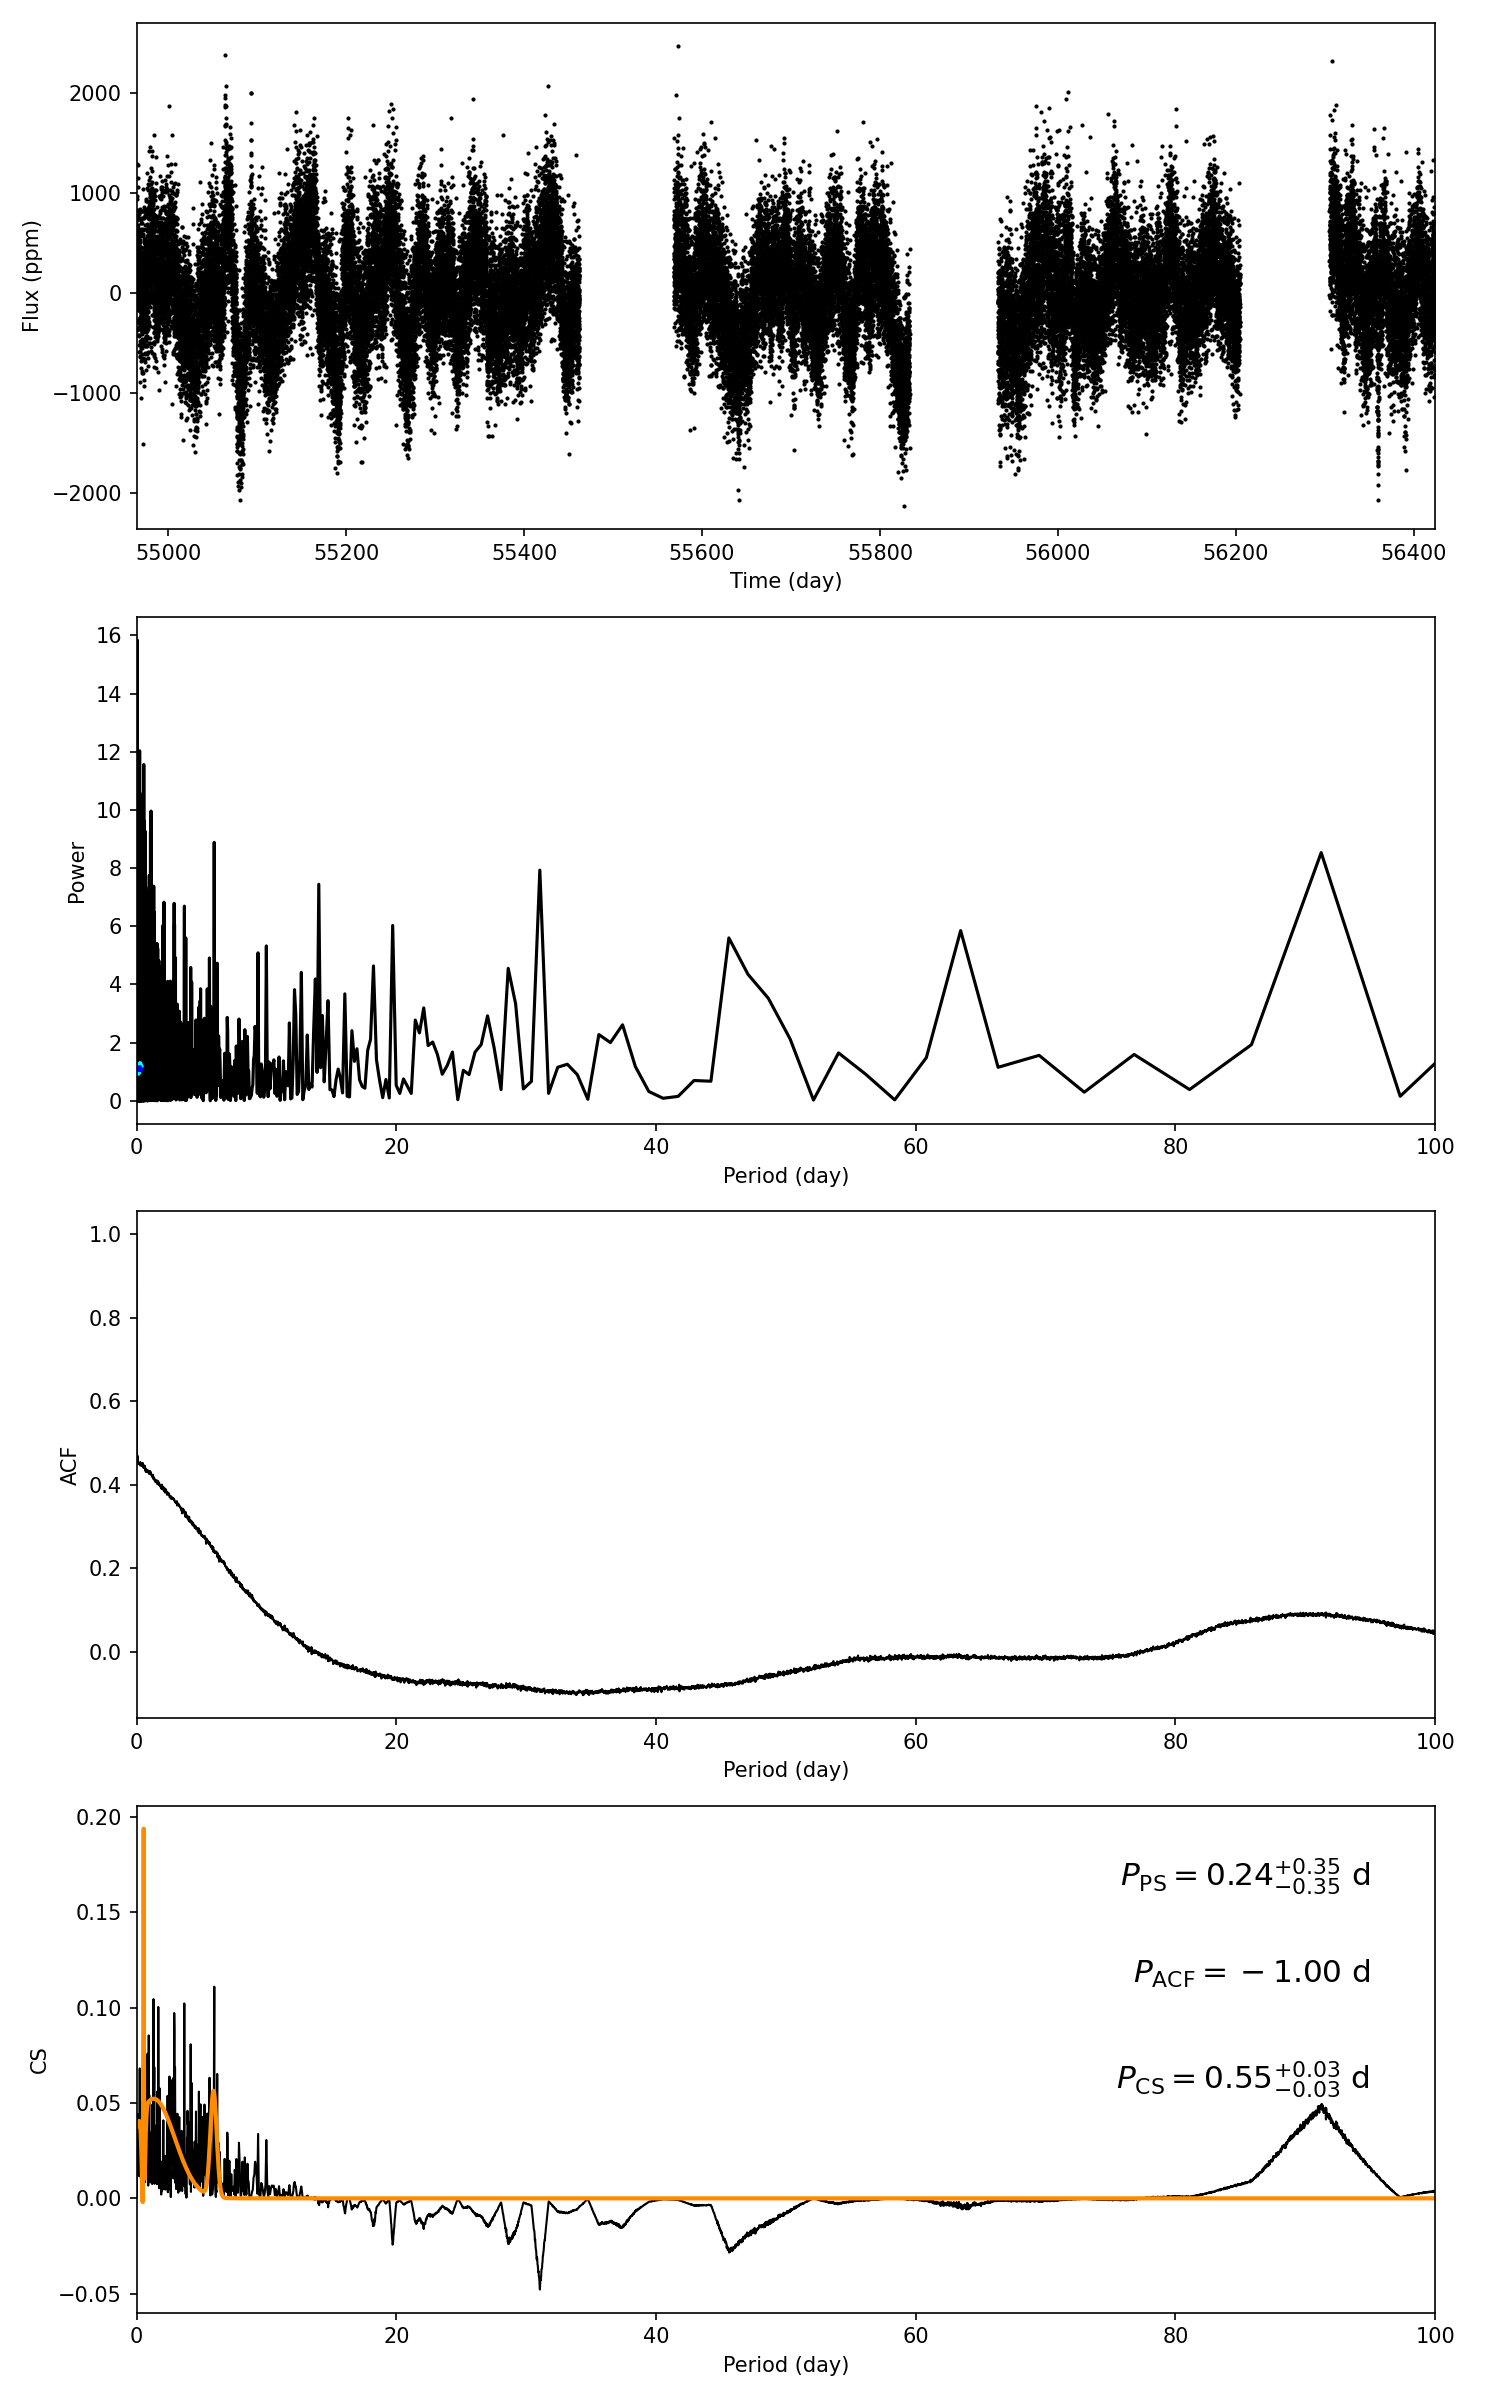 2000
1000
0
−1000
−2000
Flux (ppm)
55000 55200 55400 55600 55800 56000 56200 56400
Time (day)
16
14
12
10
8
6
4
2
0
Power
0 20 40 60 80 100
Period (day)
1.0
0.8
0.6
0.4
0.2
0.0
ACF
0 20 40 60 80 100
Period (day)
0.20
0.15
0.10
0.05
0.00
−0.05
CS
P_PS = 0.24 +0.35 −0.35 d
P_ACF = −1.00 d
P_CS = 0.55 +0.03 −0.03 d
0 20 40 60 80 100
Period (day)